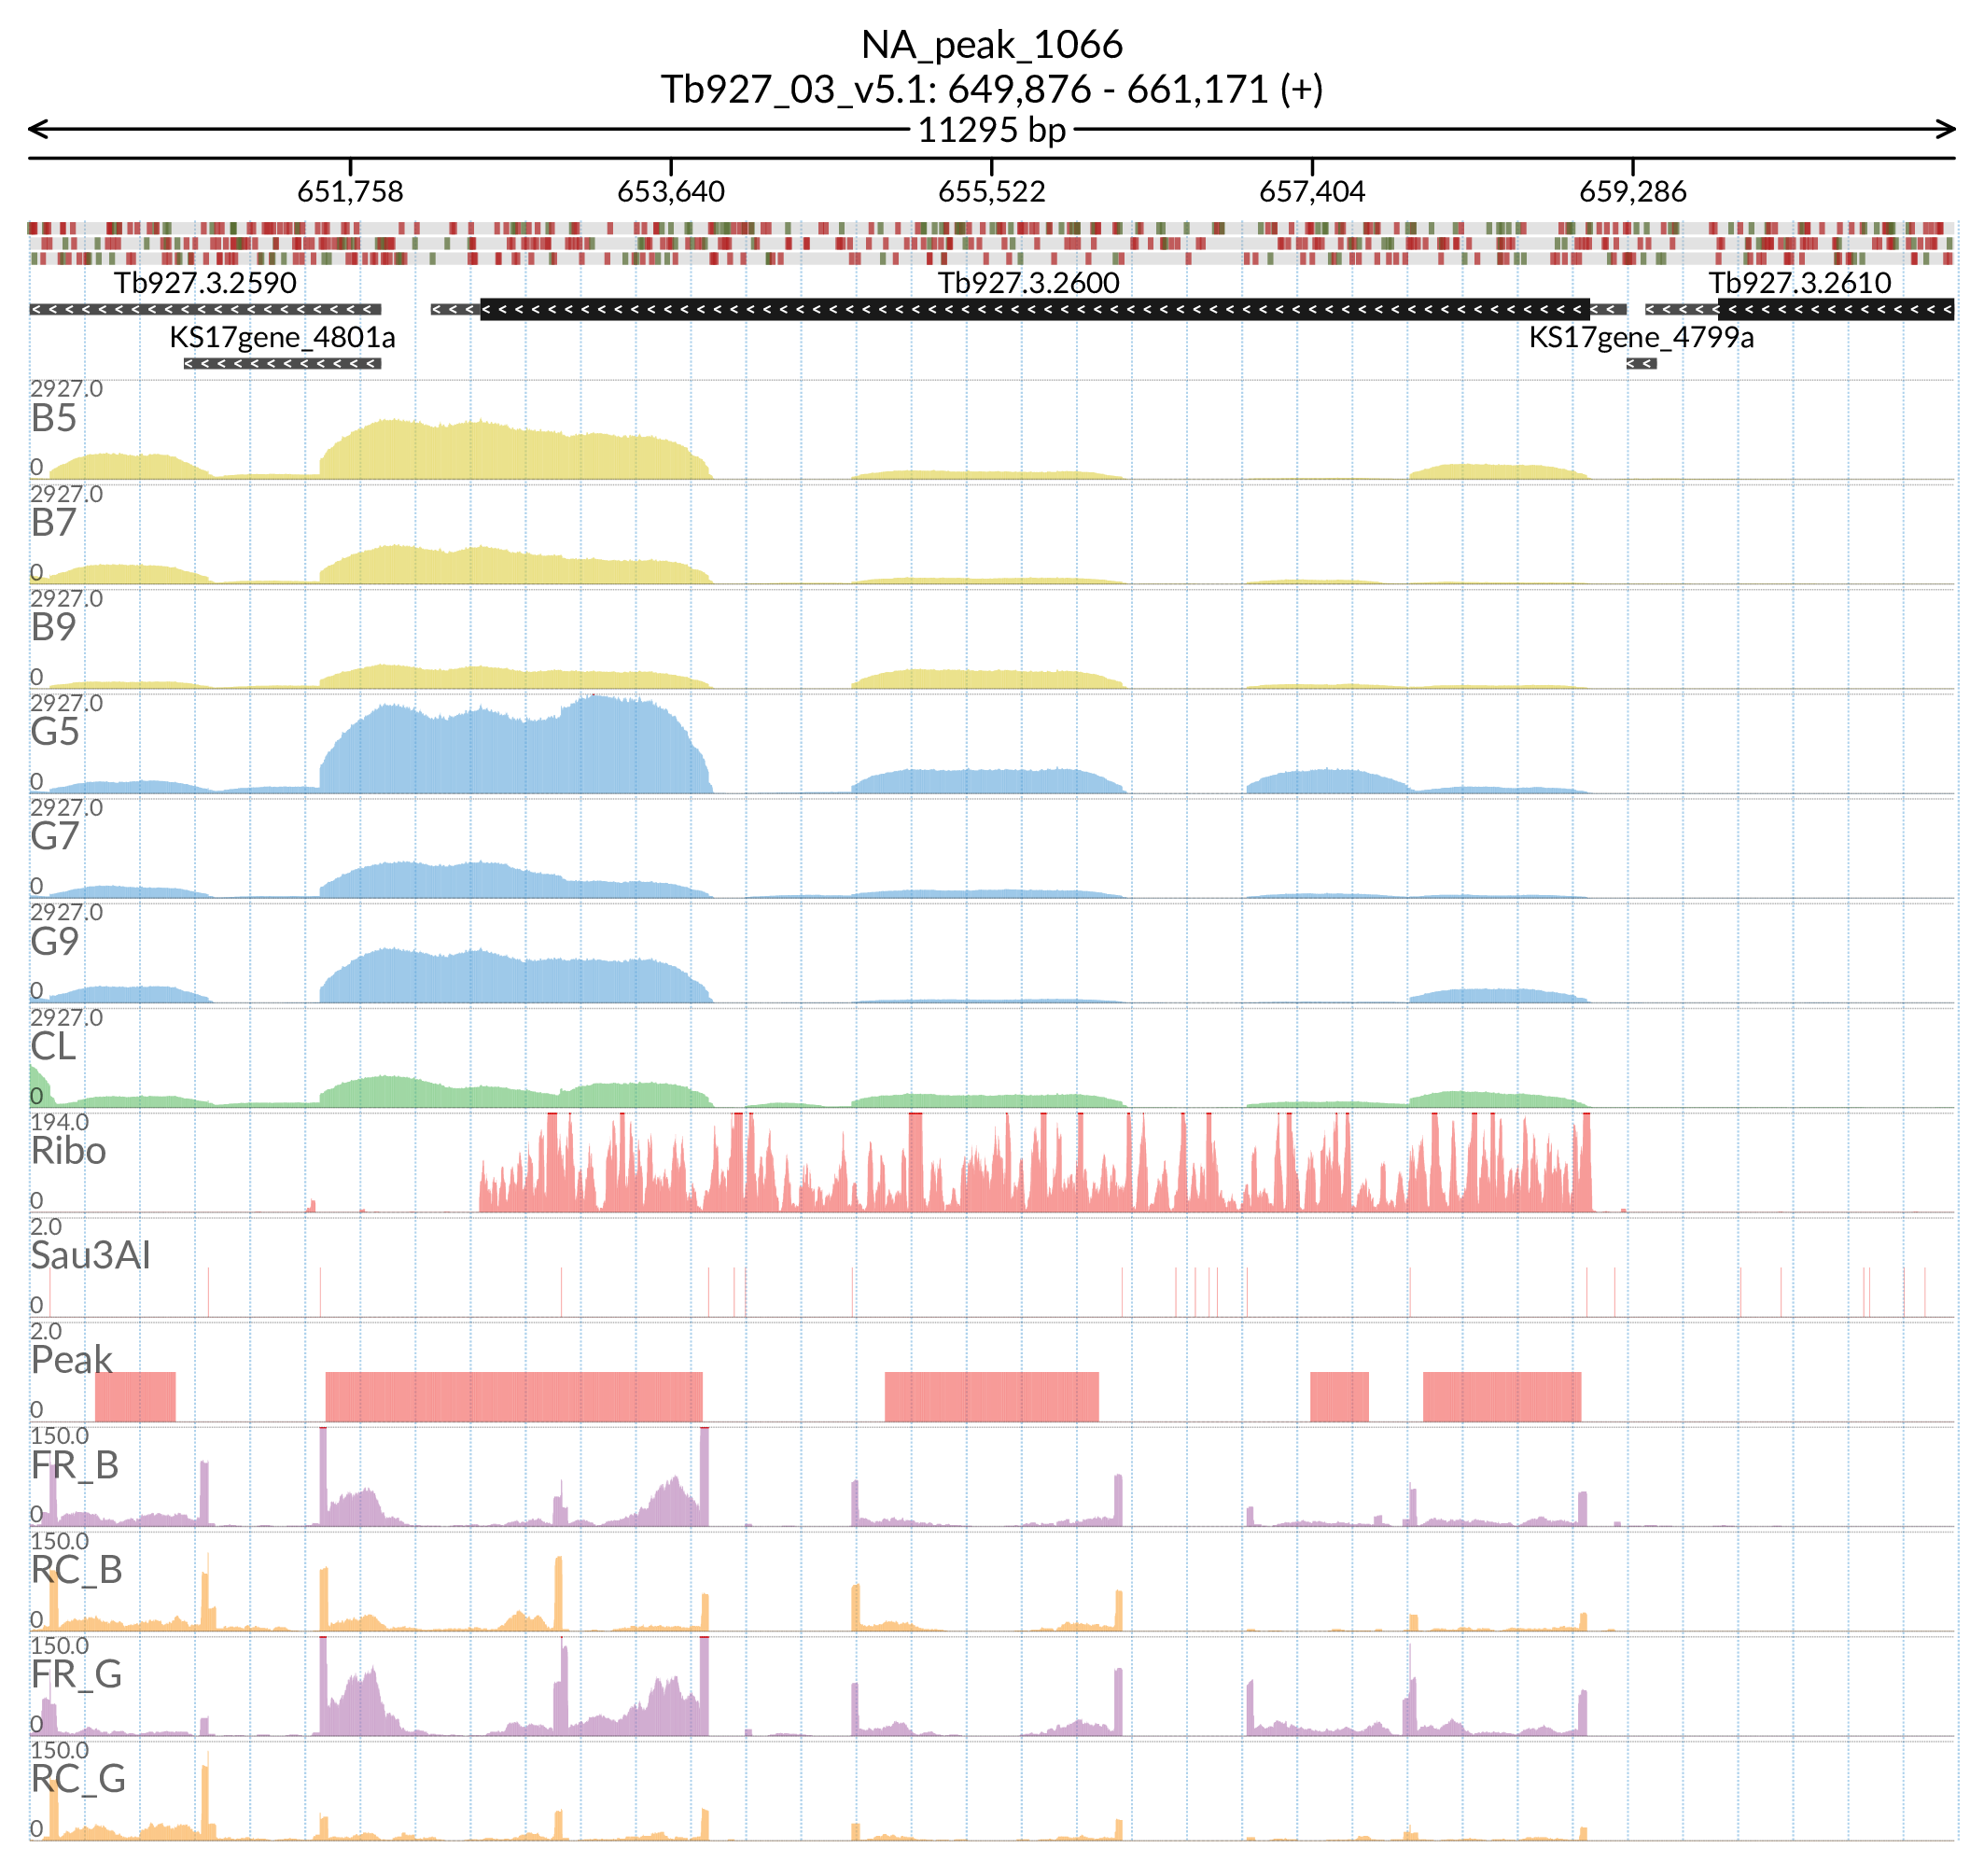 NA_peak_1066
Tb927_03_v5.1: 649,876 - 661,171 (+)
11295 bp
651,758 653,640 655,522 657,404 659,286
Tb927.3.2590 Tb927.3.2600 Tb927.3.2610
KS17gene_4801a KS17gene_4799a
2927.0
B5
0
2927.0
B7
0
2927.0
B9
0
2927.0
G5
0
2927.0
G7
0
2927.0
G9
0
2927.0
CL
0
194.0
Ribo
0
2.0
Sau3AI
0
2.0
Peak
0
150.0
FR_B
0
150.0
RC_B
0
150.0
FR_G
0
150.0
RC_G
0